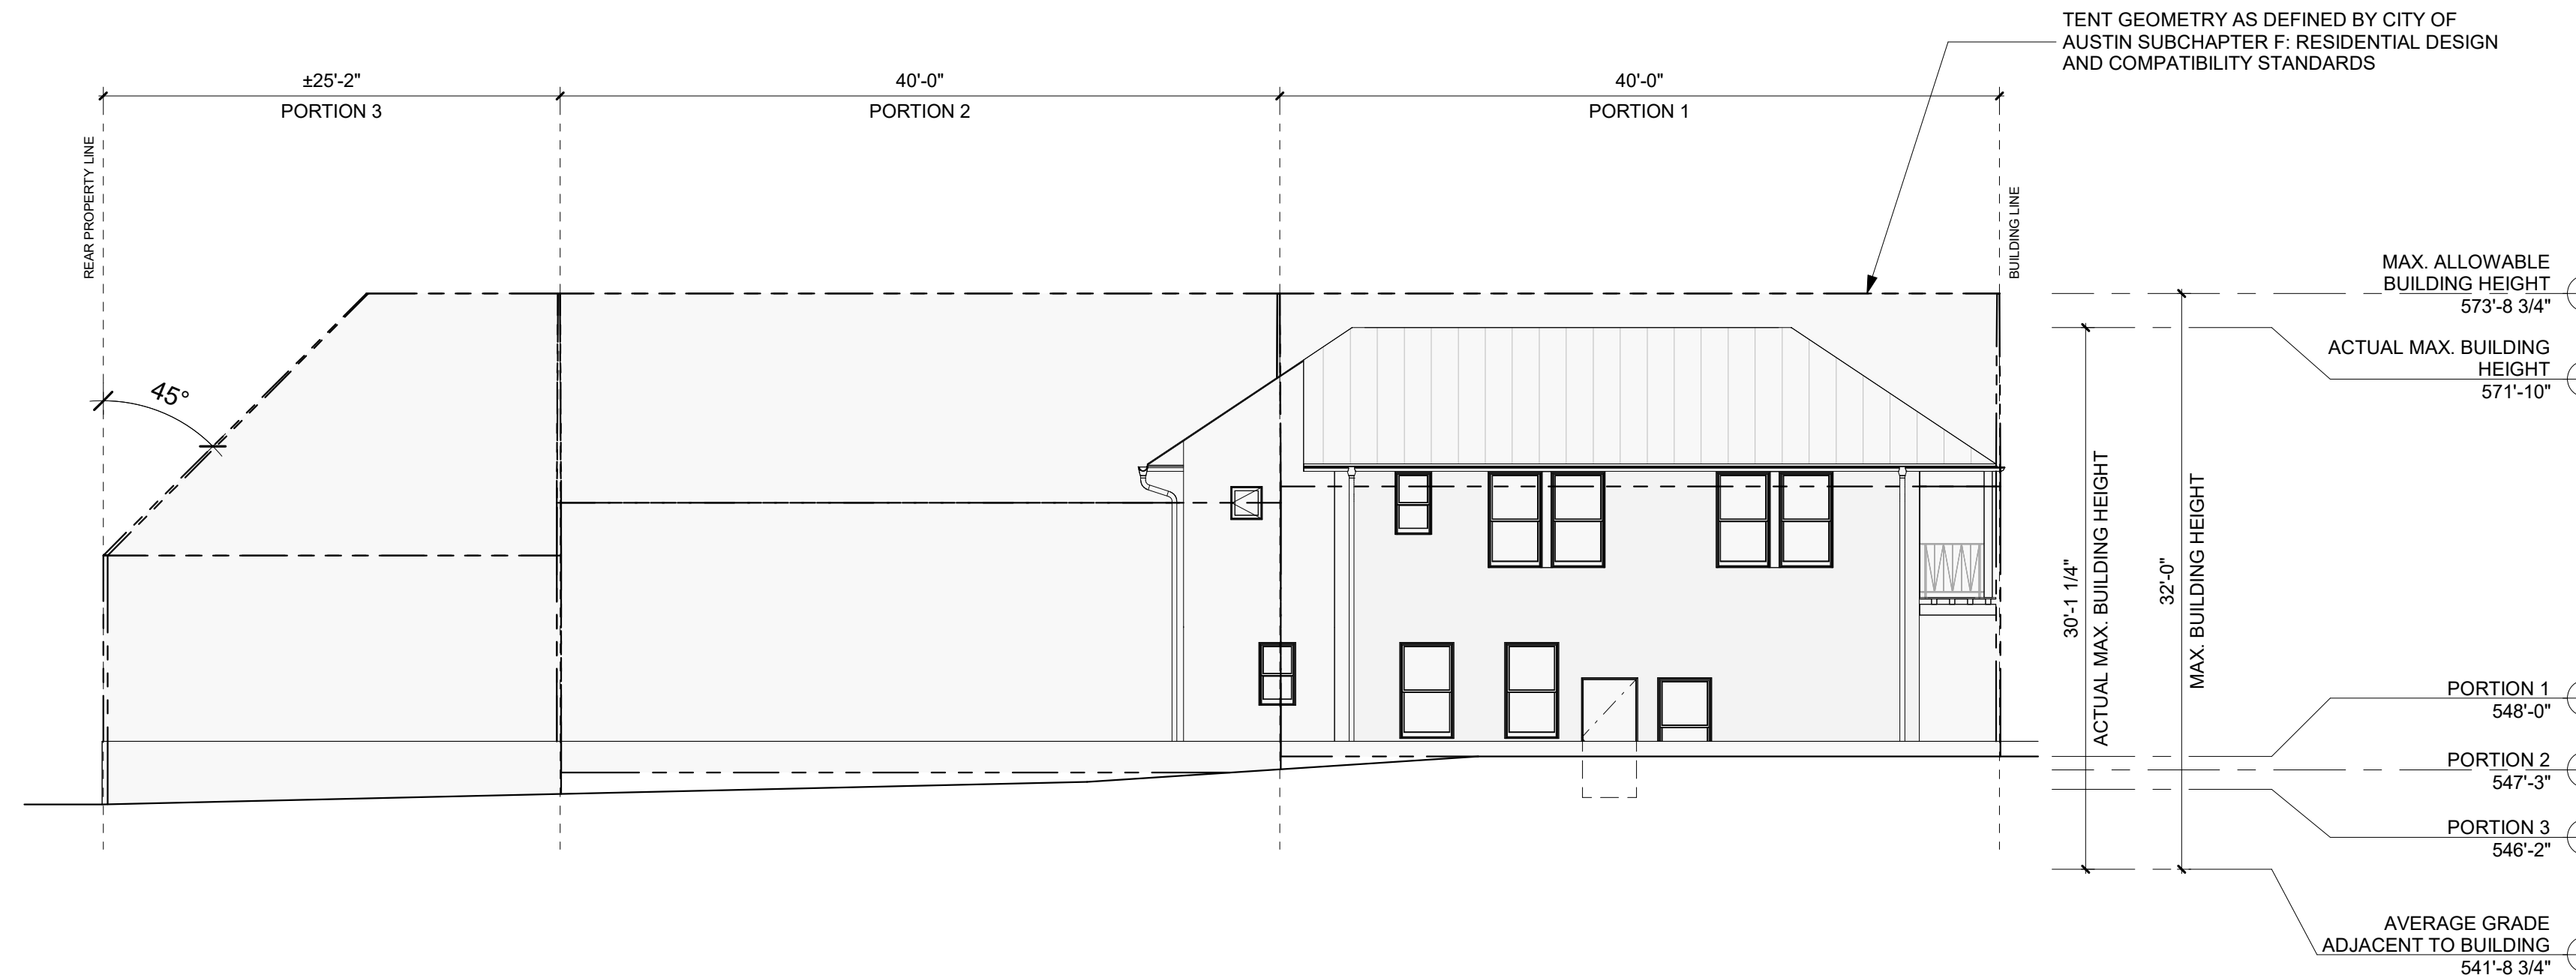 TENT GEOMETRY AS DEFINED BY CITY OF
AUSTIN SUBCHAPTER F: RESIDENTIAL DESIGN
AND COMPATIBILITY STANDARDS
±25'-2"
40'-0"
40'-0"
PORTION 3
PORTION 2
PORTION 1
REAR PROPERTY LINE
BUILDING LINE
45°
MAX. ALLOWABLE
BUILDING HEIGHT
573'-8 3/4"
ACTUAL MAX. BUILDING
HEIGHT
571'-10"
30'-1 1/4"
ACTUAL MAX. BUILDING HEIGHT
32'-0"
MAX. BUILDING HEIGHT
PORTION 1
548'-0"
PORTION 2
547'-3"
PORTION 3
546'-2"
AVERAGE GRADE
ADJACENT TO BUILDING
541'-8 3/4"